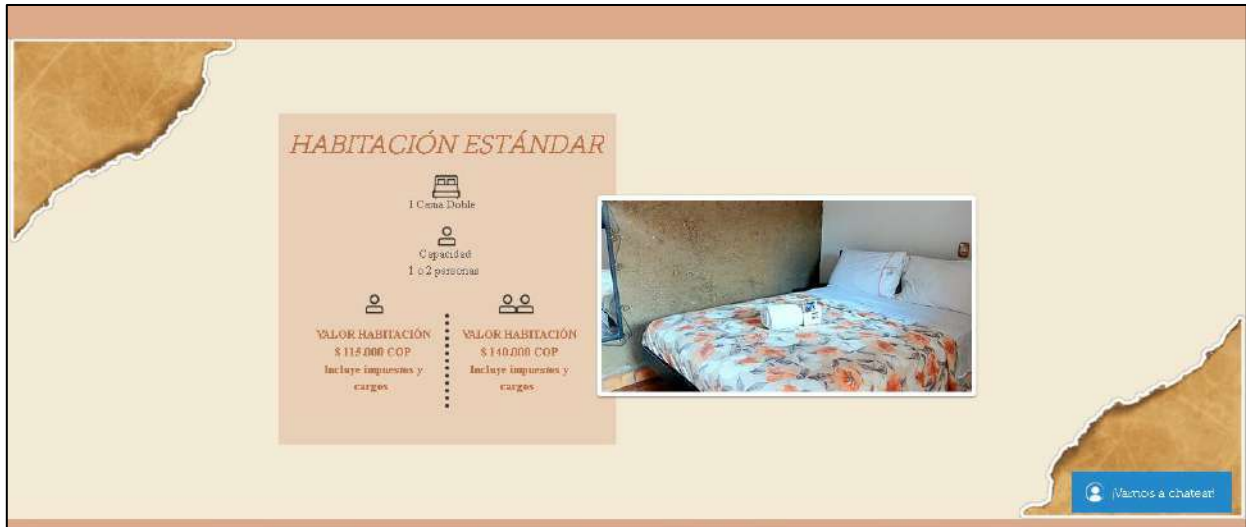 HABITACIÓN ESTÁNDAR
1 Cama Doble
Capacidad
1 o 2 personas
VALOR HABITACIÓN
$ 115.000 COP
Incluye impuestos y
cargos
VALOR HABITACIÓN
$ 140.000 COP
Incluye impuestos y
cargos
¡Vamos a chatear!